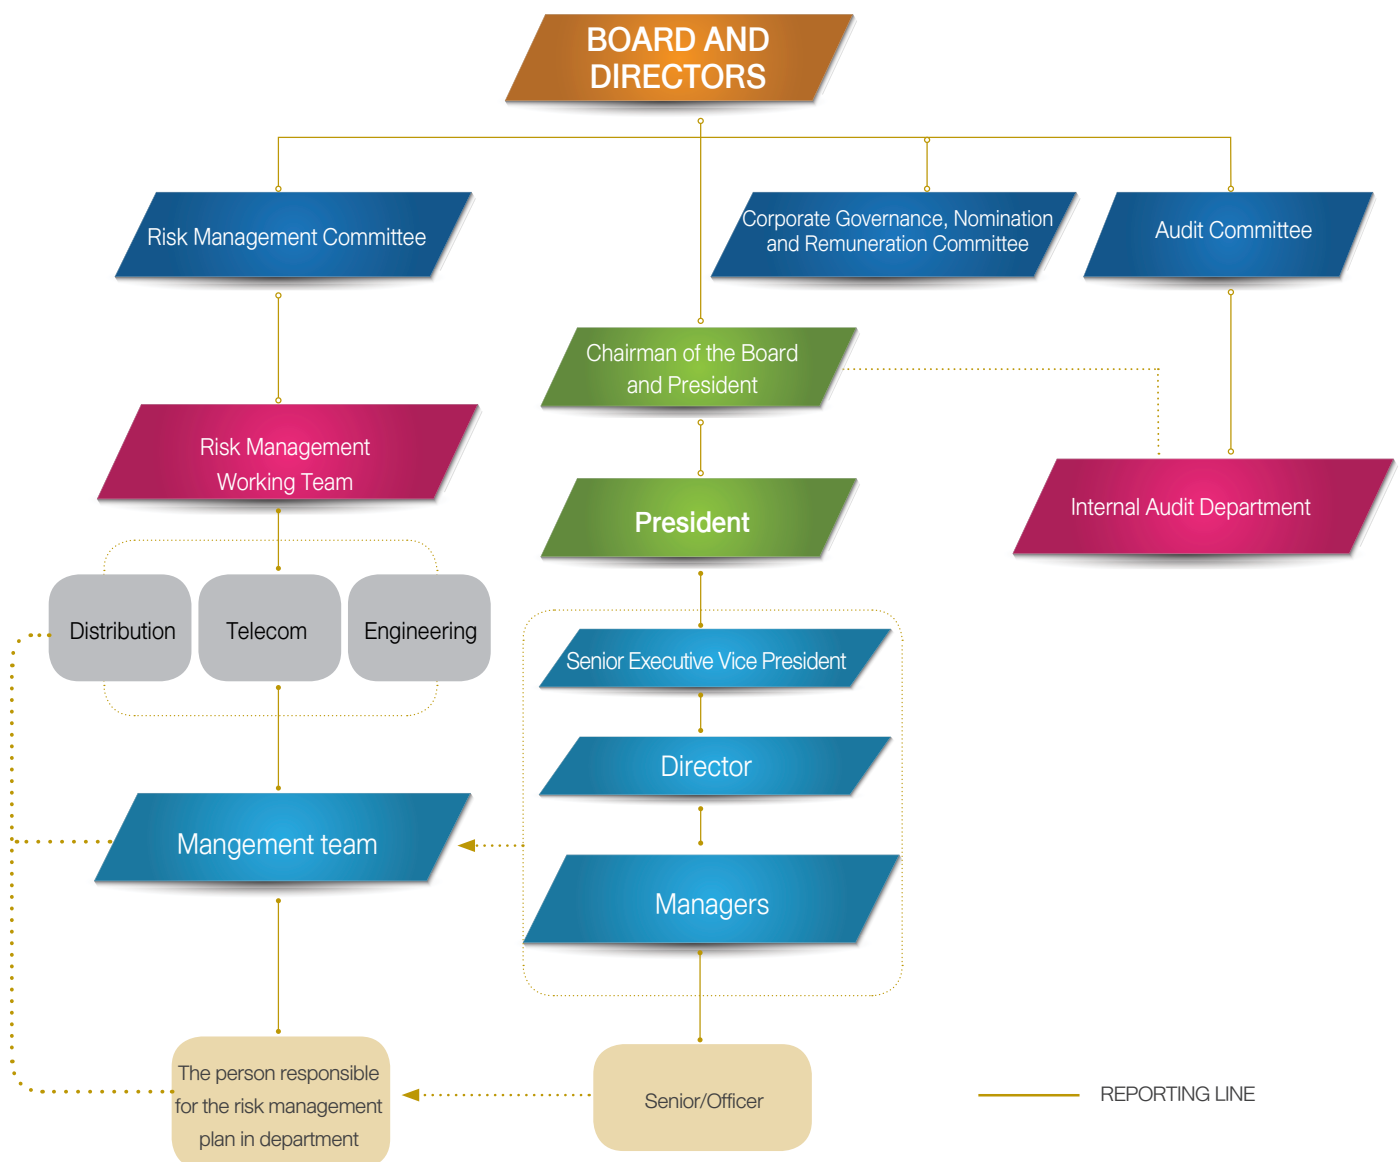 BOARD AND
DIRECTORS
Risk Management Committee
Corporate Governance, Nomination
and Remuneration Committee
Audit Committee
Chairman of the Board
and President
Risk Management
Working Team
President
Internal Audit Department
Distribution
Telecom
Engineering
Senior Executive Vice President
Director
Mangement team
Managers
The person responsible
for the risk management
plan in department
Senior/Officer
REPORTING LINE